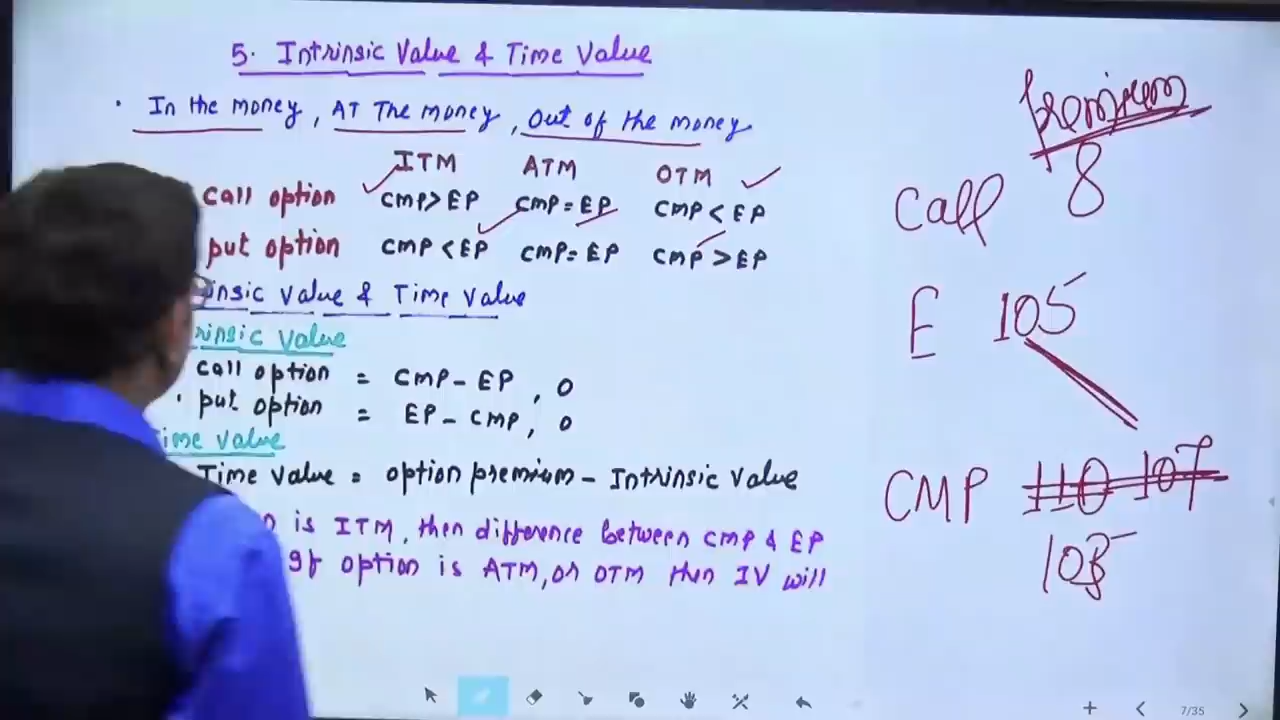 5. Intrinsic Value & Time Value
• In the money, AT The money, Out of the money
ITM ATM OTM
call option CMP>EP CMP=EP CMP<EP
put option CMP<EP CMP=EP CMP>EP
insic value & Time value
rinsic value
call option = CMP-EP, 0
• put option = EP-CMP, 0
ime value
Time value = option premium - Intrinsic value
n is ITM, then difference between CMP & EP
If option is ATM, or OTM then IV will
premium
Call 8
E 105
CMP 110 107
7/35